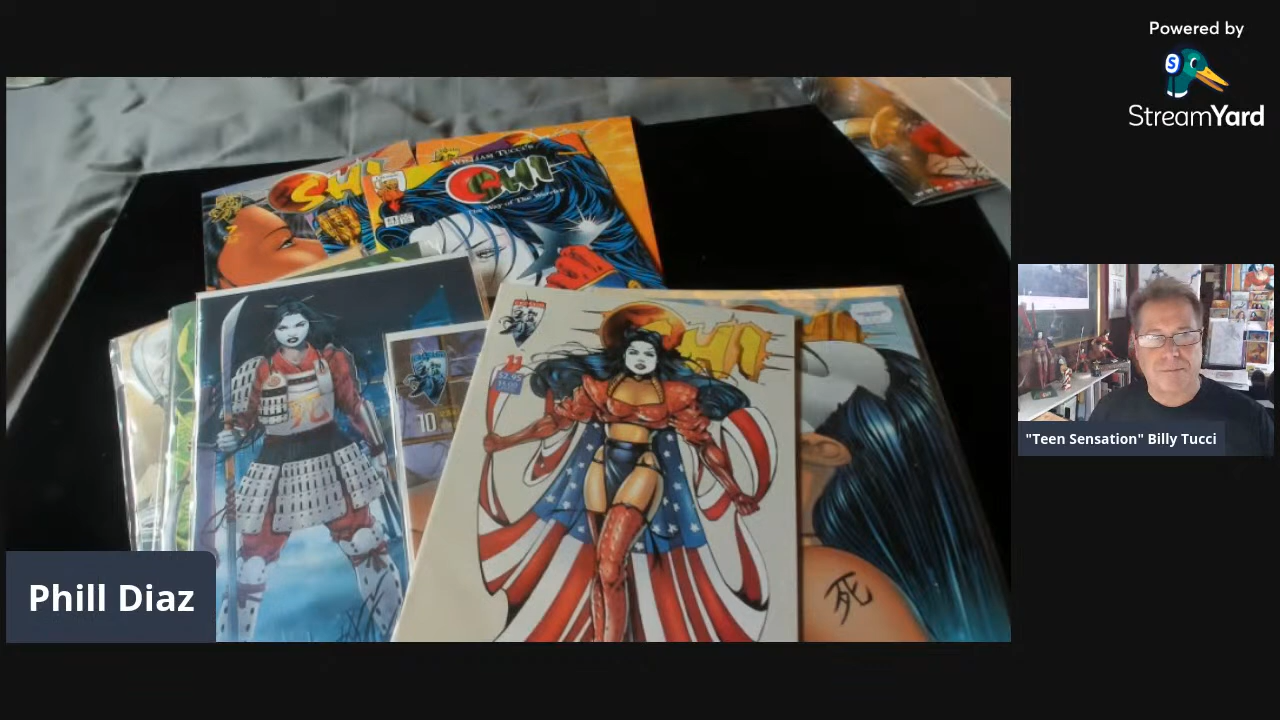 Powered by
S
StreamYard
SHI
WILLIAM TUCCI'S
SHI
The Way of The Warrior
SHI
11
10
死
死
"Teen Sensation" Billy Tucci
Phill Diaz